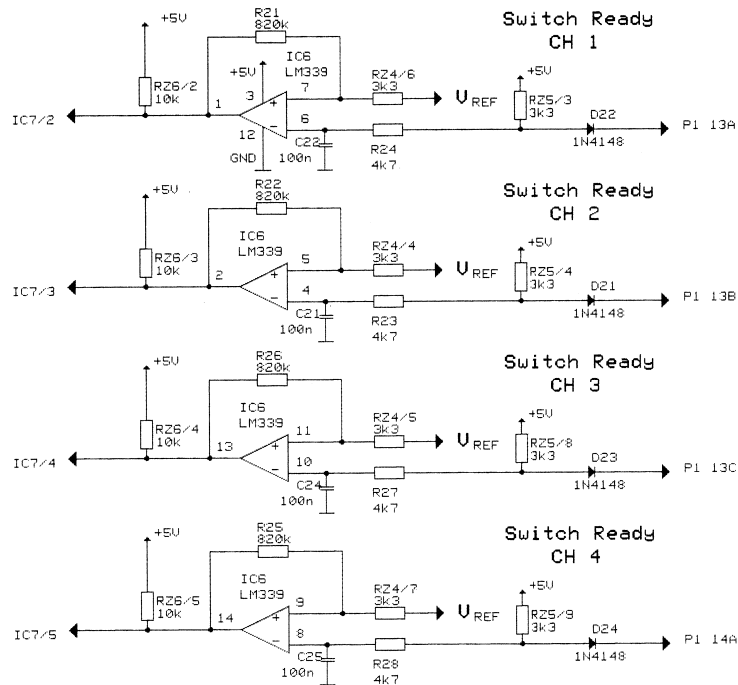 Switch Ready
CH 1
+5V
R21
820k
IC6
LM339
+5V
RZ6/2
10k
1
3
12
7
6
RZ4/6
3k3
VREF
+5V
RZ5/3
3k3
D22
1N4148
P1 13A
IC7/2
GND
C22
100n
R24
4k7
Switch Ready
CH 2
+5V
R22
820k
IC6
LM339
RZ6/3
10k
2
5
4
RZ4/4
3k3
VREF
+5V
RZ5/4
3k3
D21
1N4148
P1 13B
IC7/3
C21
100n
R23
4k7
Switch Ready
CH 3
+5V
R26
820k
IC6
LM339
RZ6/4
10k
13
11
10
RZ4/5
3k3
VREF
+5V
RZ5/8
3k3
D23
1N4148
P1 13C
IC7/4
C24
100n
R27
4k7
Switch Ready
CH 4
+5V
R25
820k
IC6
LM339
RZ6/5
10k
14
9
8
RZ4/7
3k3
VREF
+5V
RZ5/9
3k3
D24
1N4148
P1 14A
IC7/5
C25
100n
R28
4k7